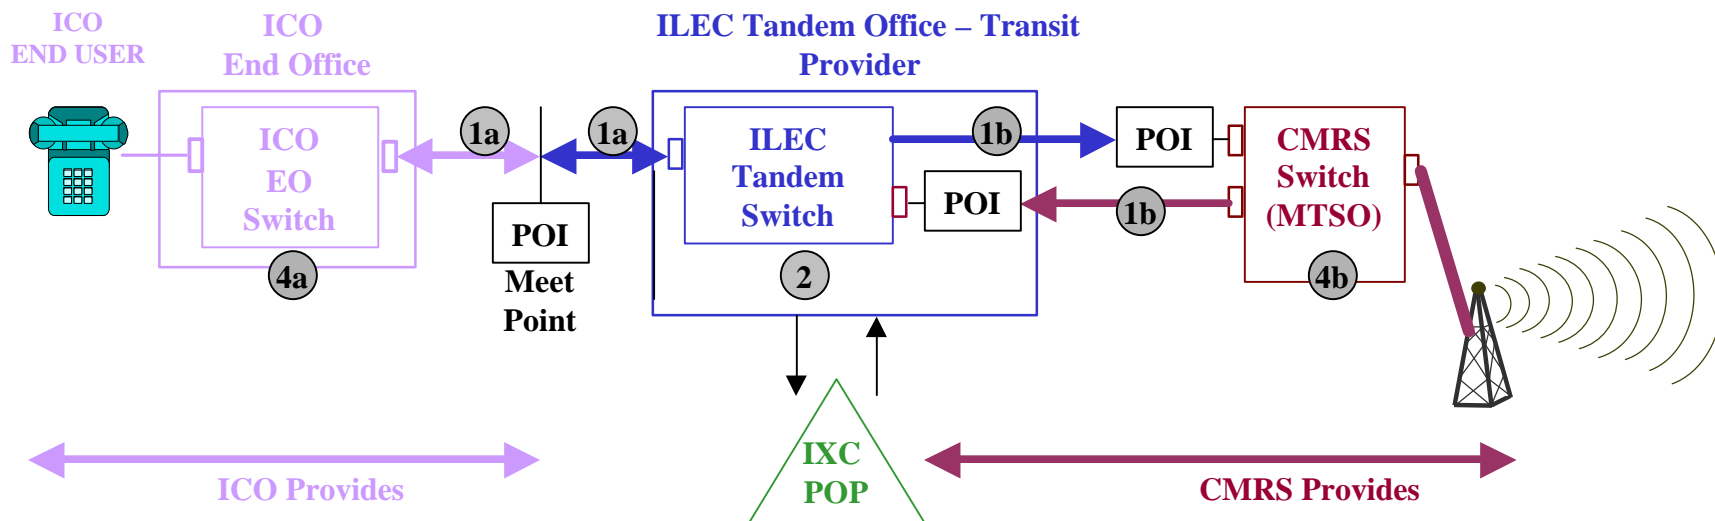 ICO
END USER
ICO
End Office
ILEC Tandem Office – Transit
Provider
ICO
EO
Switch
4a
1a
1a
POI
Meet
Point
ILEC
Tandem
Switch
2
1b
POI
POI
1b
CMRS
Switch
(MTSO)
4b
IXC
POP
ICO Provides
CMRS Provides